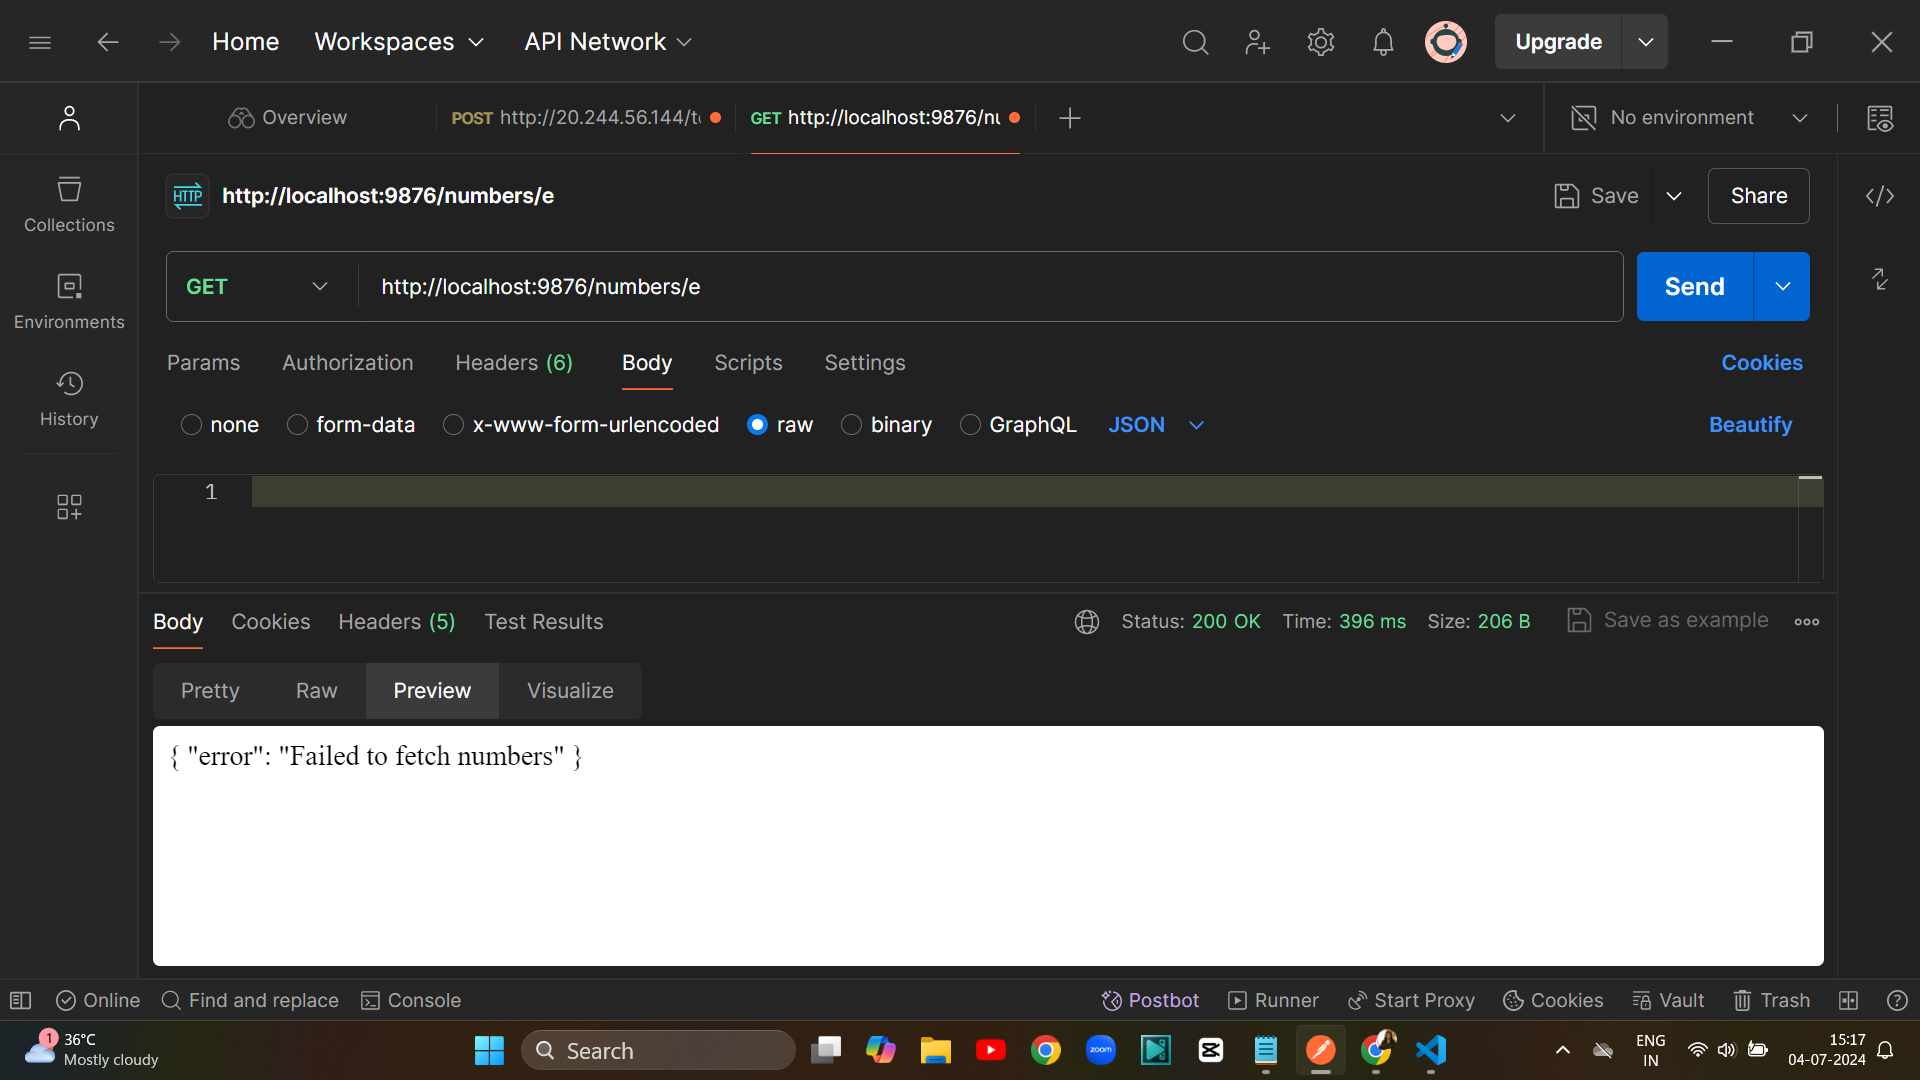 Home Workspaces API Network Upgrade
Overview POST http://20.244.56.144/t GET http://localhost:9876/nu No environment
HTTP http://localhost:9876/numbers/e Save Share
Collections
GET http://localhost:9876/numbers/e Send
Environments
Params Authorization Headers (6) Body Scripts Settings Cookies
History
none form-data x-www-form-urlencoded raw binary GraphQL JSON Beautify
1
Body Cookies Headers (5) Test Results Status: 200 OK Time: 396 ms Size: 206 B Save as example
Pretty Raw Preview Visualize
{ "error": "Failed to fetch numbers" }
Online Find and replace Console Postbot Runner Start Proxy Cookies Vault Trash
1 36°C
Mostly cloudy
Search
zoom
ENG
IN
15:17
04-07-2024